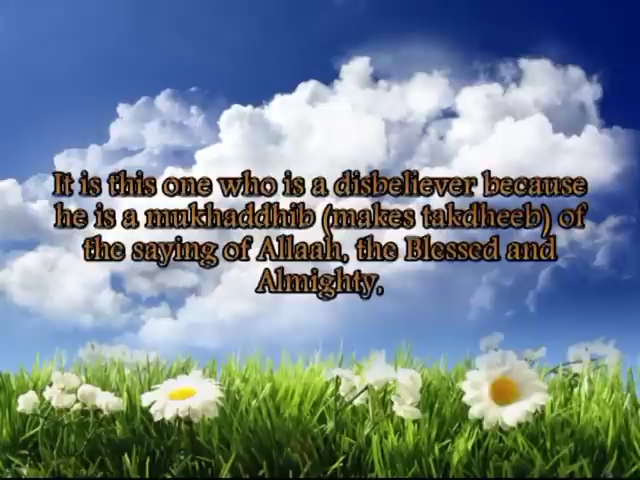 It is this one who is a disbeliever because
he is a mukhaddhib (makes takdheeb) of
the saying of Allaah, the Blessed and
Almighty.